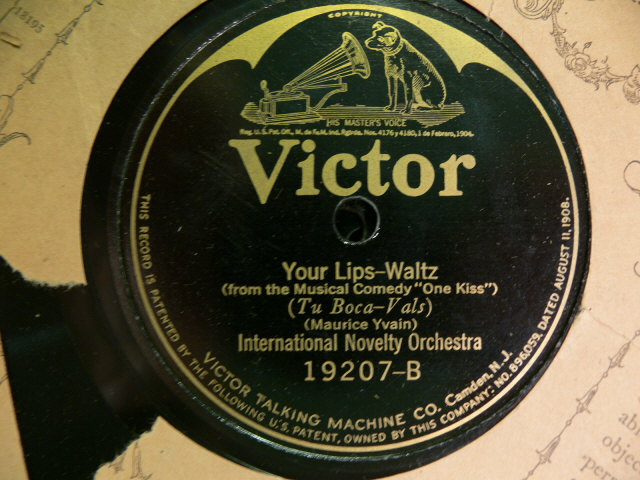 18195
COPYRIGHT
HIS MASTER'S VOICE
Reg. U.S. Pat. Off., M. de F. e M. Ind. Rgtrda. Nos. 4176 y 4180, 1 de Febrero, 1904.
Victor
Your Lips-Waltz
(from the Musical Comedy "One Kiss")
(Tu Boca-Vals)
(Maurice Yvain)
International Novelty Orchestra
19207-B
VICTOR TALKING MACHINE CO. Camden, N.J.
THIS RECORD IS PATENTED BY THE FOLLOWING U.S. PATENT, OWNED BY THIS COMPANY: NO. 896,059, DATED AUGUST 11, 1908.